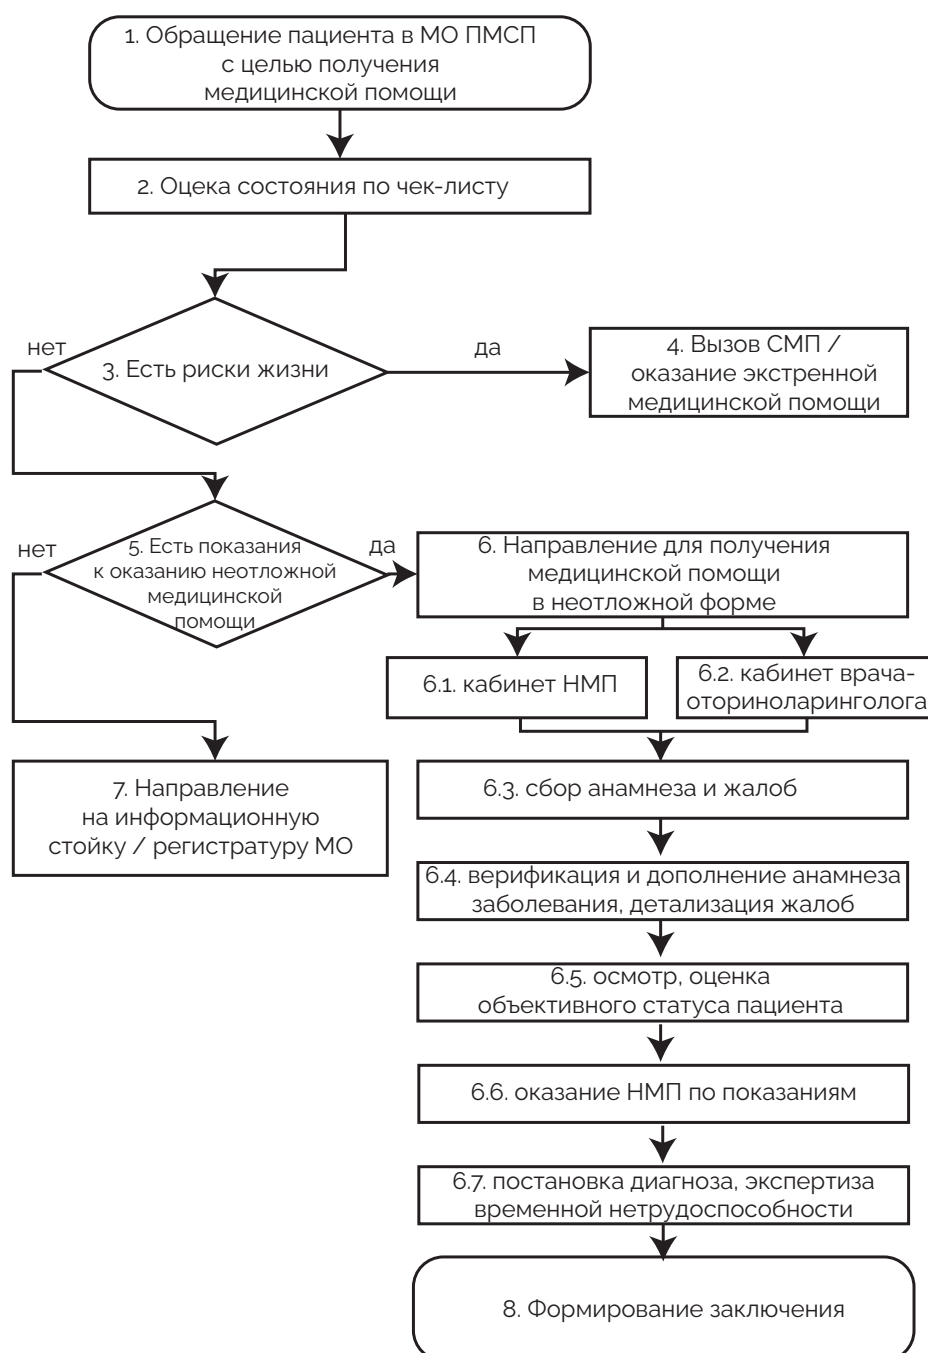 1. Обращение пациента в МО ПМСП
с целью получения
медицинской помощи
2. Оцека состояния по чек-листу
нет
да
3. Есть риски жизни
4. Вызов СМП /
оказание экстренной
медицинской помощи
нет
да
5. Есть показания
к оказанию неотложной
медицинской
помощи
6. Направление для получения
медицинской помощи
в неотложной форме
6.1. кабинет НМП
6.2. кабинет врача-
оториноларинголога
7. Направление
на информационную
стойку / регистратуру МО
6.3. сбор анамнеза и жалоб
6.4. верификация и дополнение анамнеза
заболевания, детализация жалоб
6.5. осмотр, оценка
объективного статуса пациента
6.6. оказание НМП по показаниям
6.7. постановка диагноза, экспертиза
временной нетрудоспособности
8. Формирование заключения